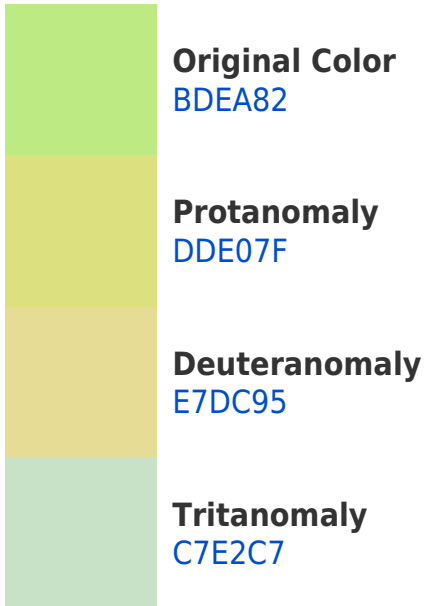 Original Color
BDEA82
Protanomaly
DDE07F
Deuteranomaly
E7DC95
Tritanomaly
C7E2C7